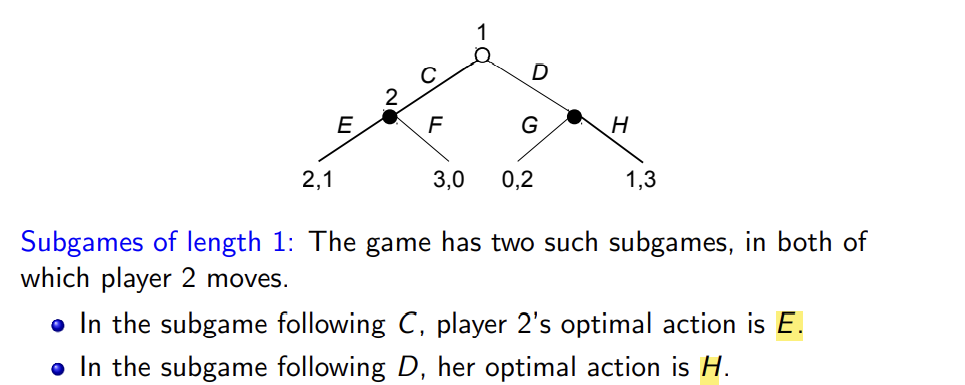 1
C D
2
E F G H
2,1 3,0 0,2 1,3
Subgames of length 1: The game has two such subgames, in both of
which player 2 moves.
In the subgame following C, player 2's optimal action is E.
In the subgame following D, her optimal action is H.